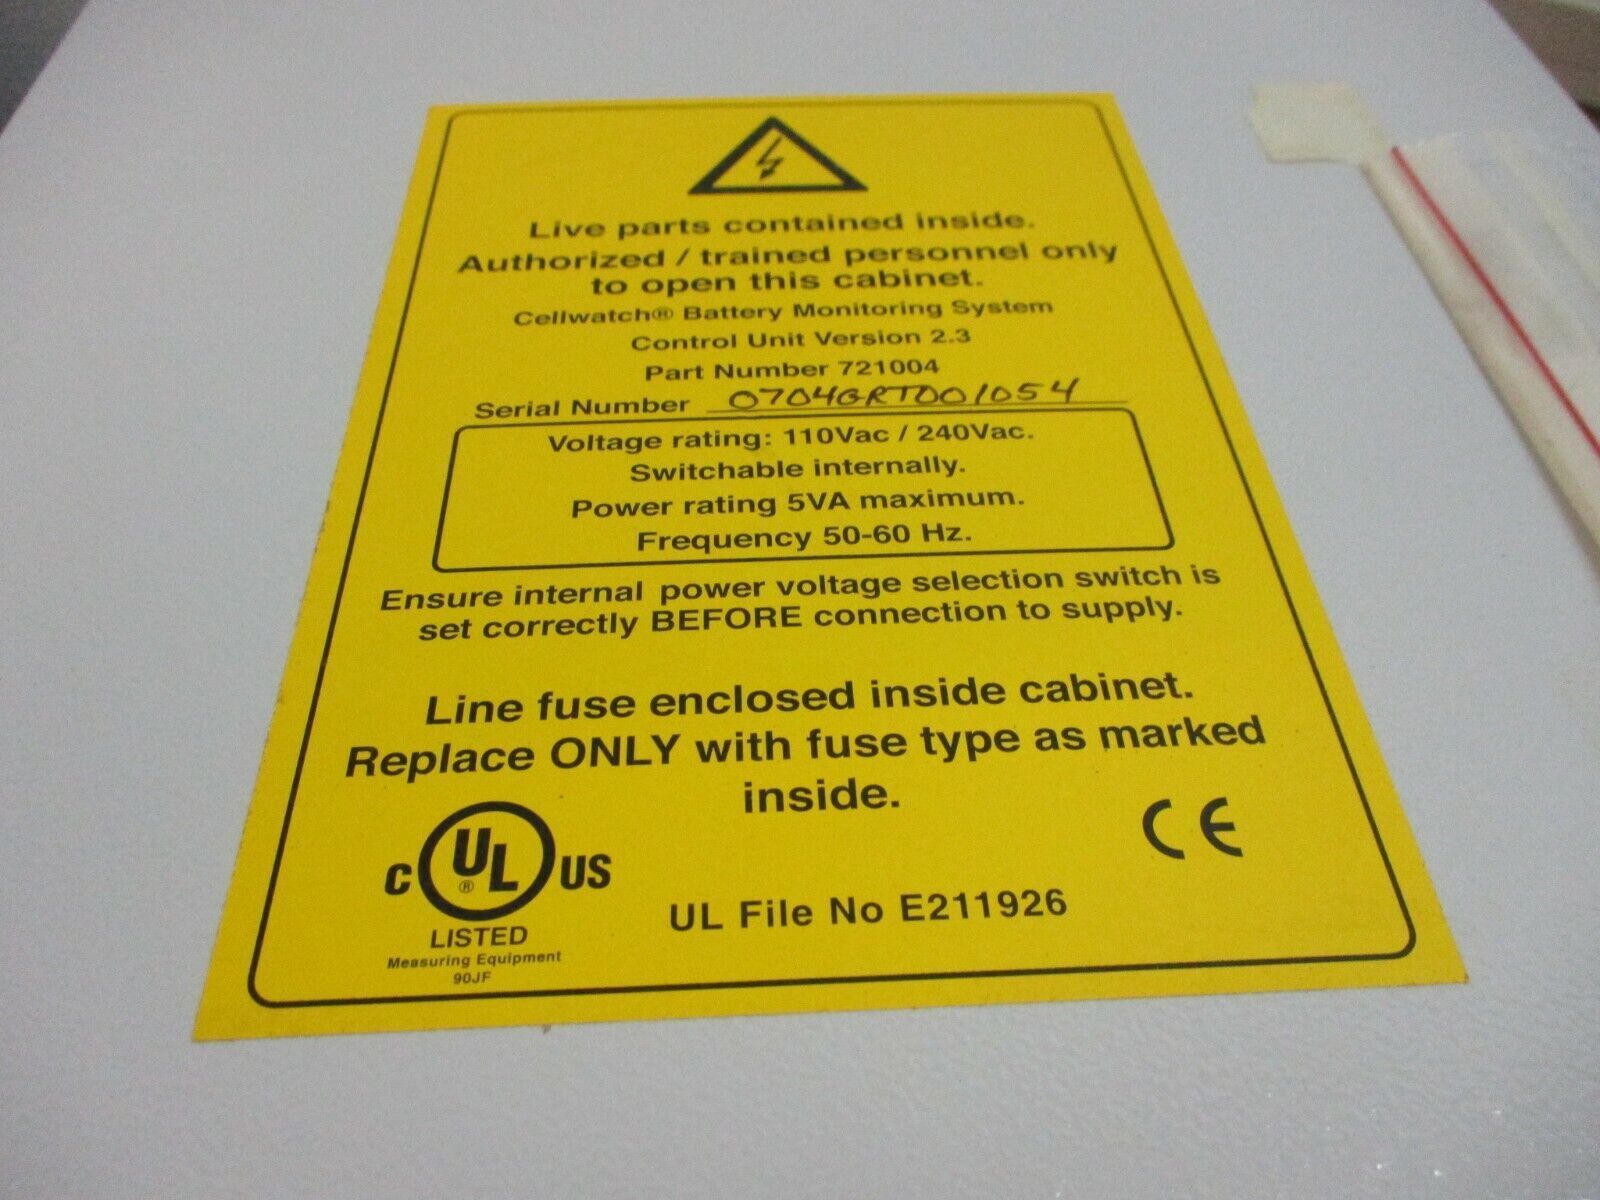 Live parts contained inside.
Authorized / trained personnel only
to open this cabinet.
Cellwatch® Battery Monitoring System
Control Unit Version 2.3
Part Number 721004
Serial Number 0704GRT001054
Voltage rating: 110Vac / 240Vac.
Switchable internally.
Power rating 5VA maximum.
Frequency 50-60 Hz.
Ensure internal power voltage selection switch is
set correctly BEFORE connection to supply.
Line fuse enclosed inside cabinet.
Replace ONLY with fuse type as marked
inside.
C UL ® US
LISTED
Measuring Equipment
90JF
UL File No E211926
CE